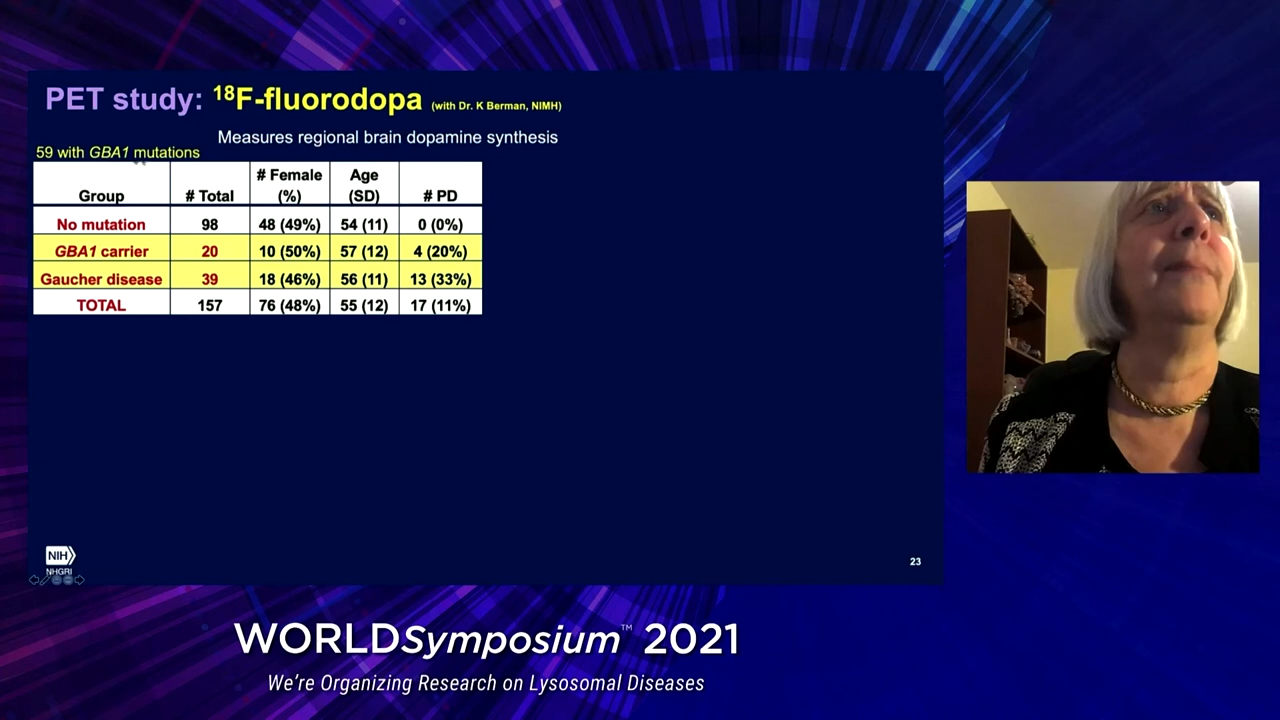 PET study: ¹⁸F-fluorodopa (with Dr. K Berman, NIMH)
Measures regional brain dopamine synthesis
59 with GBA1 mutations
Group # Total # Female (%) Age (SD) # PD
No mutation 98 48 (49%) 54 (11) 0 (0%)
GBA1 carrier 20 10 (50%) 57 (12) 4 (20%)
Gaucher disease 39 18 (46%) 56 (11) 13 (33%)
TOTAL 157 76 (48%) 55 (12) 17 (11%)
NIH
NHGRI
23
WORLDSymposium™ 2021
We're Organizing Research on Lysosomal Diseases